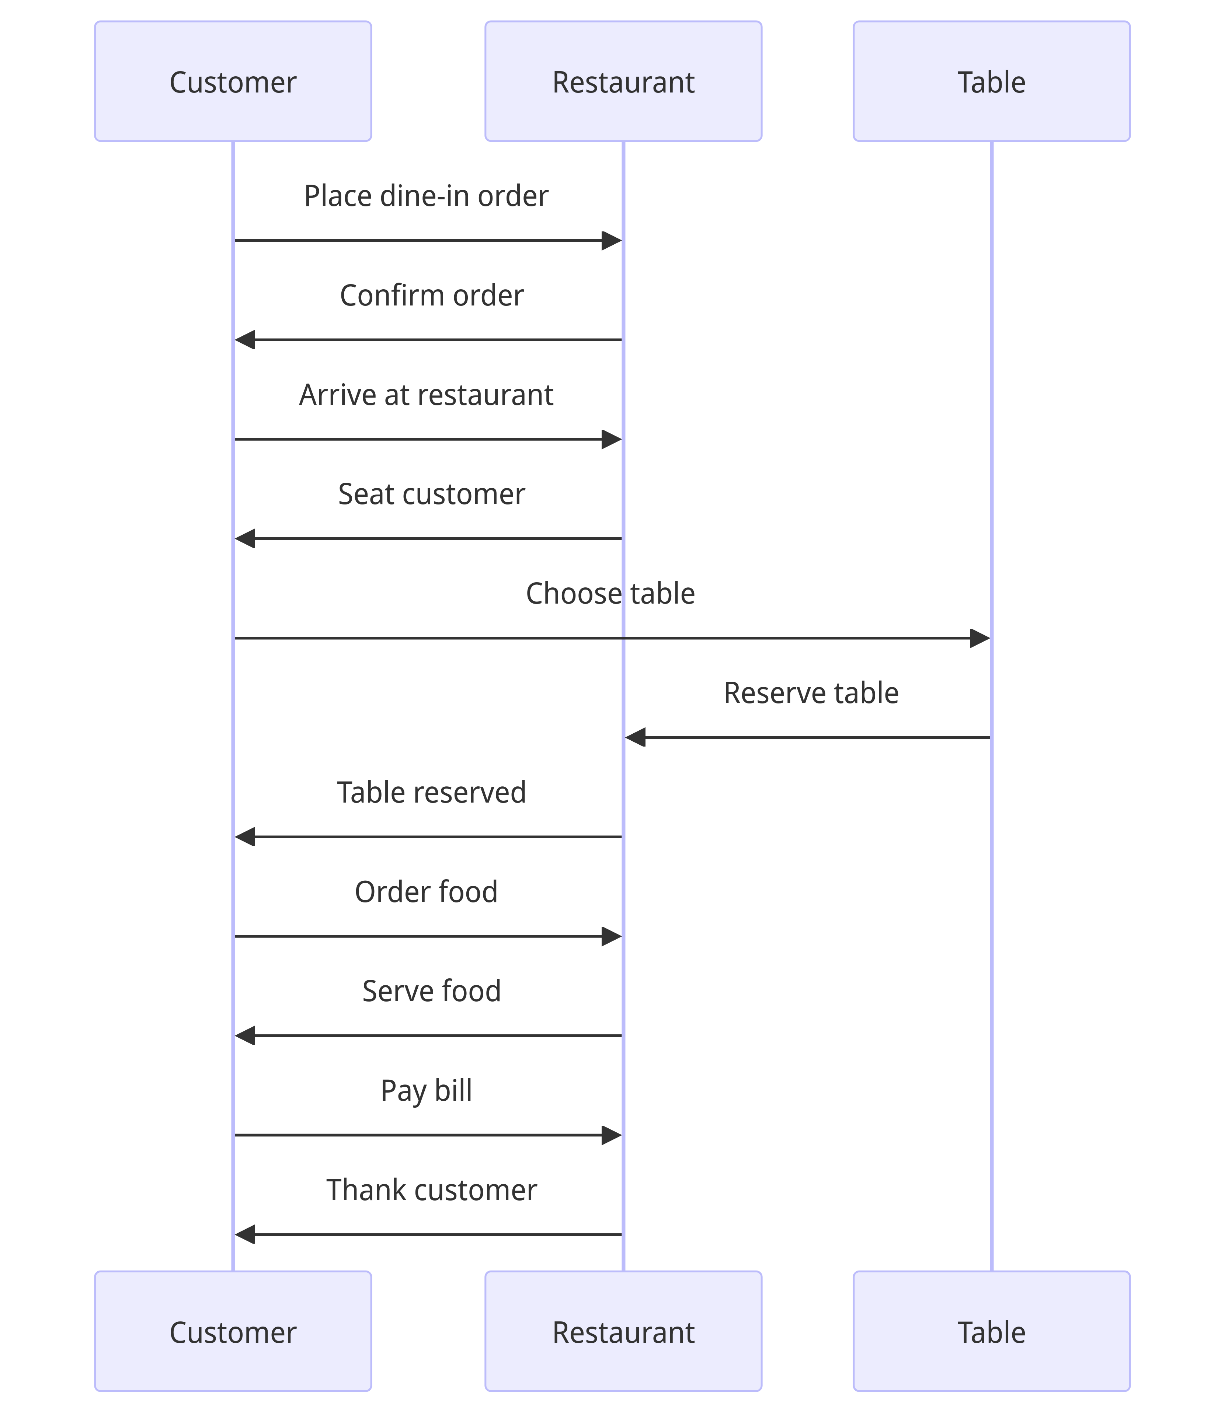 Customer
Restaurant
Table
Place dine-in order
Confirm order
Arrive at restaurant
Seat customer
Choose table
Reserve table
Table reserved
Order food
Serve food
Pay bill
Thank customer
Customer
Restaurant
Table